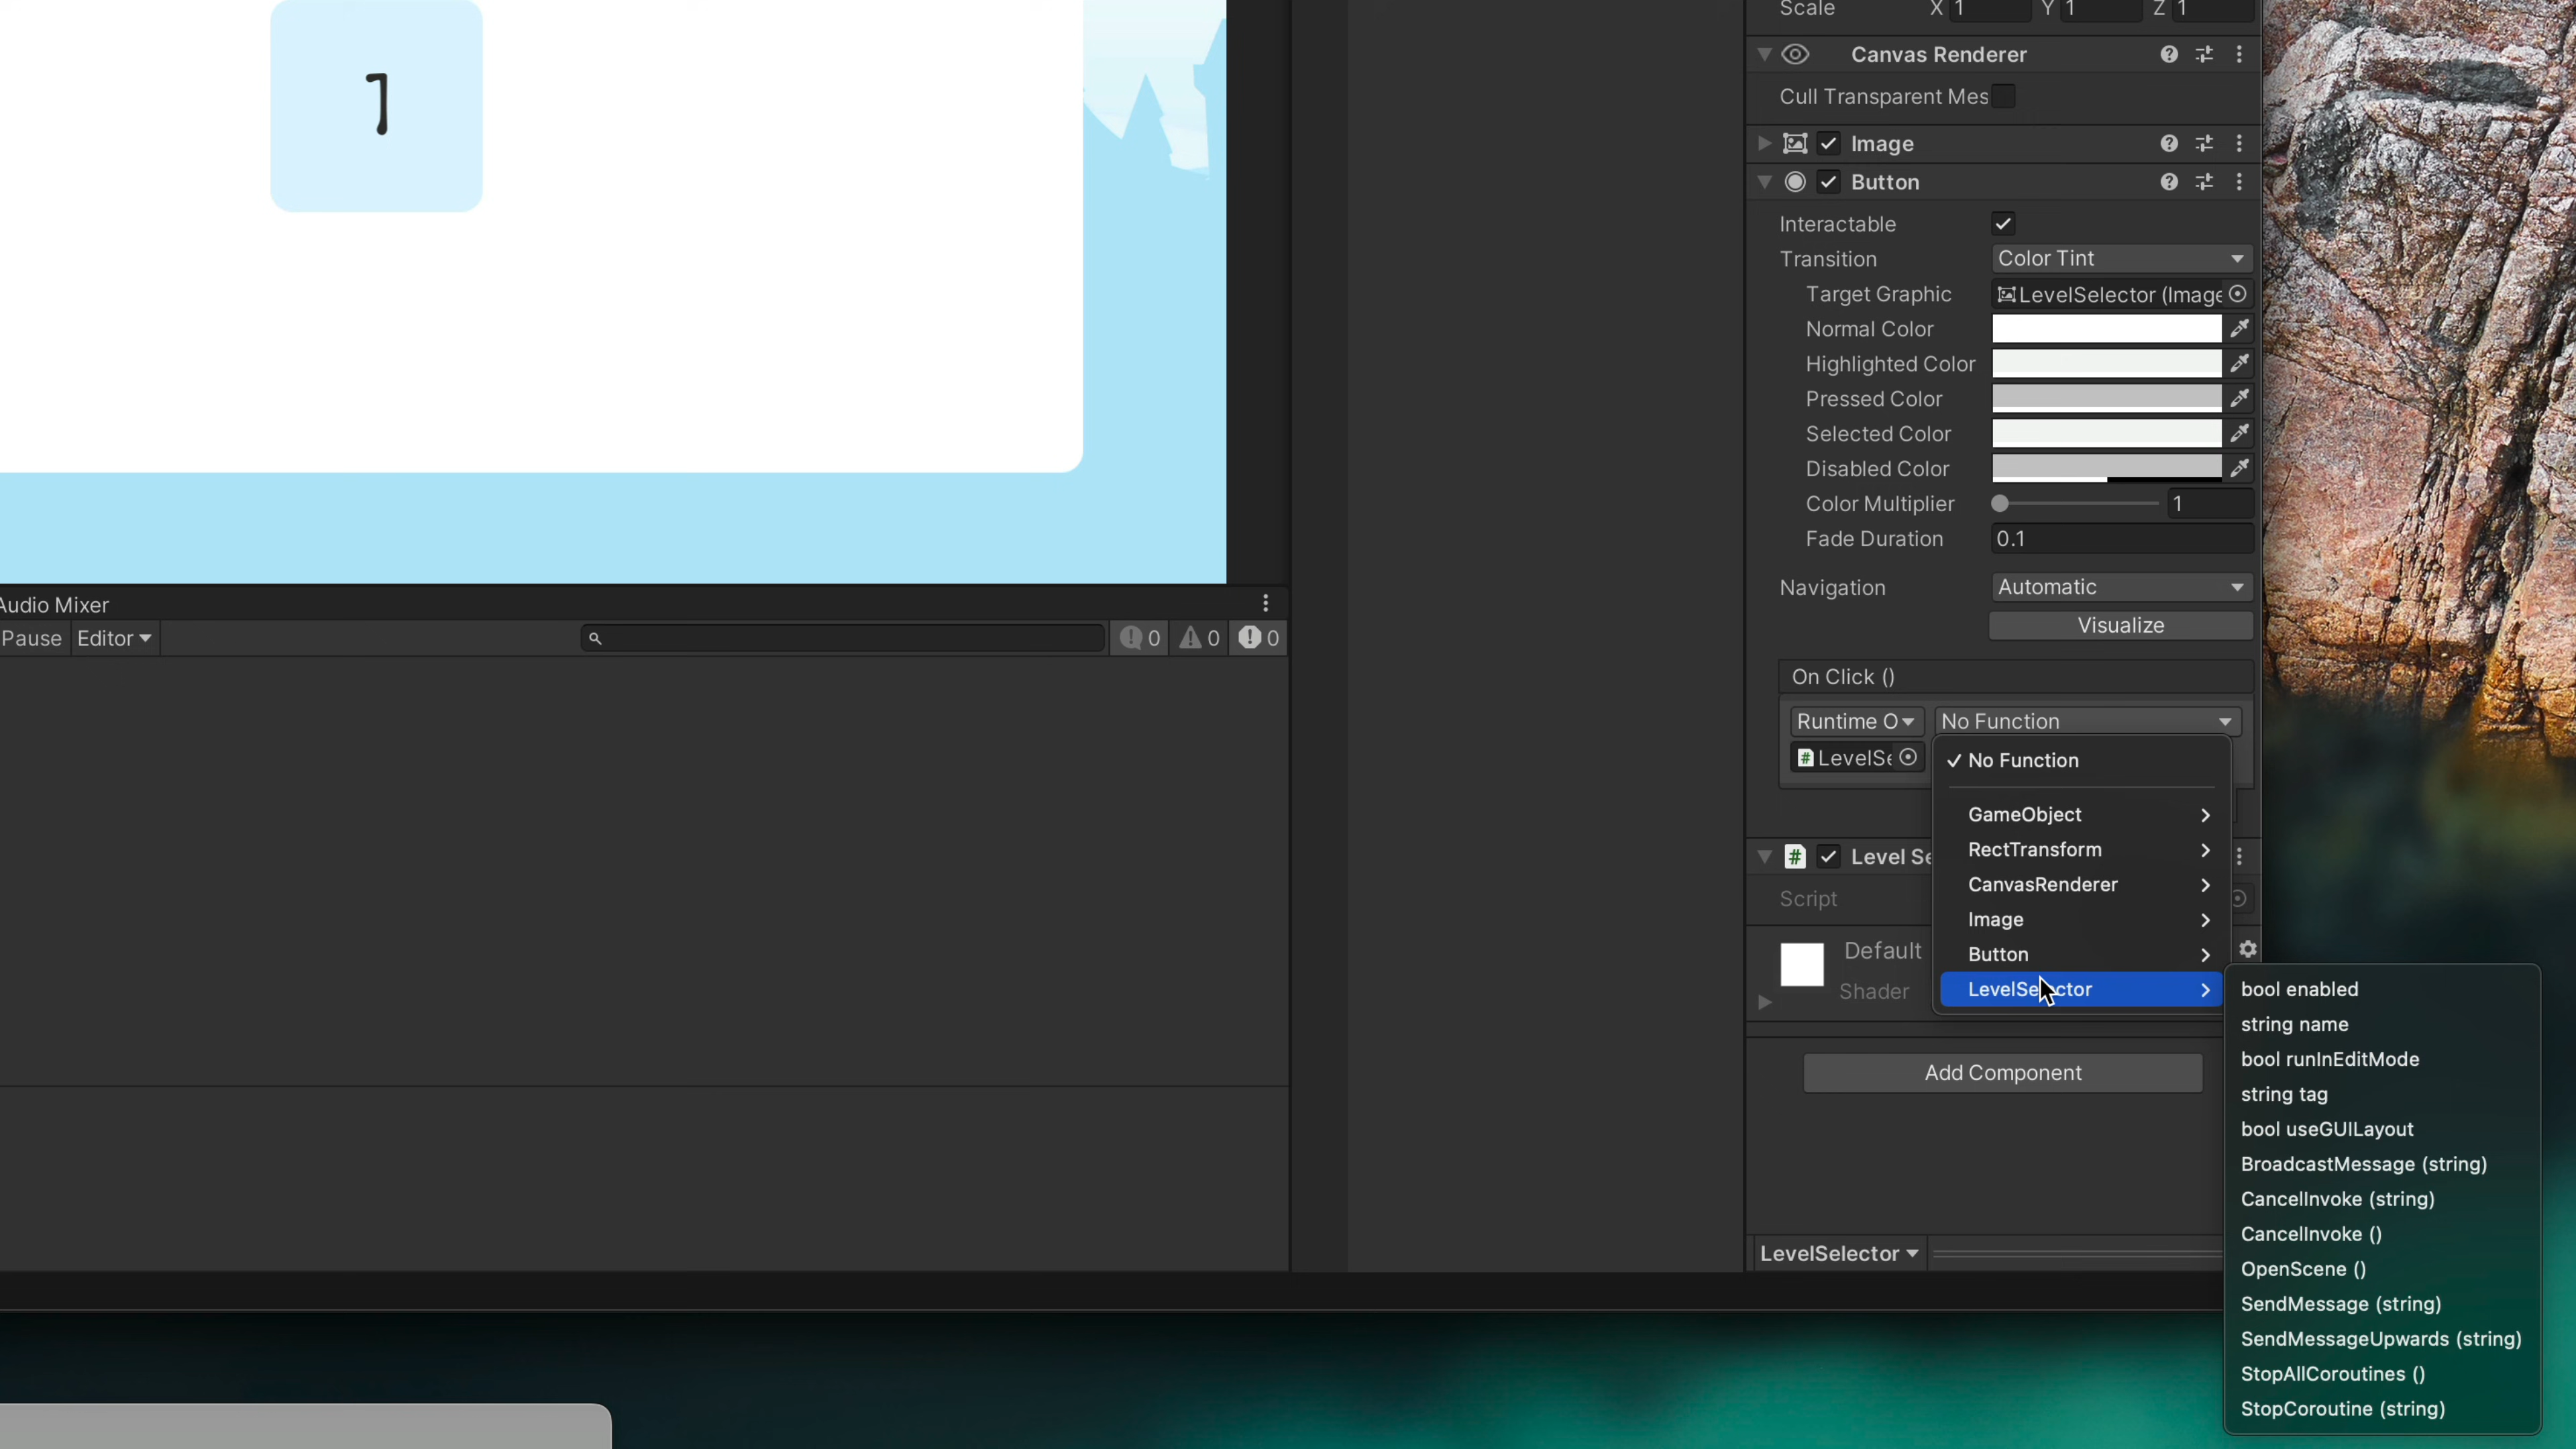 Scale X 1 Y 1 Z 1
Canvas Renderer
Cull Transparent Mes
1
Image
Button
Interactable
Transition Color Tint
Target Graphic LevelSelector (Image
Normal Color
Highlighted Color
Pressed Color
Selected Color
Disabled Color
Color Multiplier 1
Fade Duration 0.1
Navigation Automatic
Visualize
Audio Mixer
Pause Editor 0 0 0
On Click ()
Runtime O No Function
LevelSe
No Function
GameObject
RectTransform
CanvasRenderer
Image
Button
LevelSelector
Level Se
Script
Default
Shader
Add Component
LevelSelector
bool enabled
string name
bool runInEditMode
string tag
bool useGUILayout
BroadcastMessage (string)
CancelInvoke (string)
CancelInvoke ()
OpenScene ()
SendMessage (string)
SendMessageUpwards (string)
StopAllCoroutines ()
StopCoroutine (string)